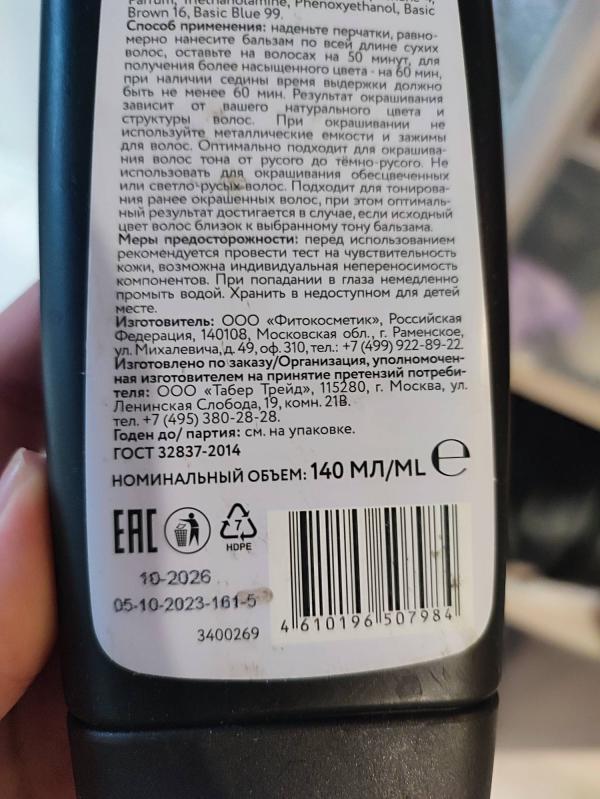 Parfum, Triethanolamine, Phenoxyethanol, Basic
Brown 16, Basic Blue 99.
Способ применения: наденьте перчатки, равно-
мерно нанесите бальзам по всей длине сухих
волос, оставьте на волосах на 50 минут, для
получения более насыщенного цвета - на 60 мин,
при наличии седины время выдержки должно
быть не менее 60 мин. Результат окрашивания
зависит от вашего натурального цвета и
структуры волос. При окрашивании не
используйте металлические емкости и зажимы
для волос. Оптимально подходит для окрашива-
ния волос тона от русого до тёмно-русого. Не
использовать для окрашивания обесцвеченных
или светло-русых волос. Подходит для тонирова-
ния ранее окрашенных волос, при этом оптималь-
ный результат достигается в случае, если исходный
цвет волос близок к выбранному тону бальзама.
Меры предосторожности: перед использованием
рекомендуется провести тест на чувствительность
кожи, возможна индивидуальная непереносимость
компонентов. При попадании в глаза немедленно
промыть водой. Хранить в недоступном для детей
месте.
Изготовитель: ООО «Фитокосметик», Российская
Федерация, 140108, Московская обл., г. Раменское,
ул. Михалевича, д. 49, оф. 310, тел.: +7 (499) 922-89-22.
Изготовлено по заказу/Организация, уполномочен-
ная изготовителем на принятие претензий потреби-
теля: ООО «Табер Трейд», 115280, г. Москва, ул.
Ленинская Слобода, 19, комн. 21В.
тел. +7 (495) 380-28-28.
Годен до/ партия: см. на упаковке.
ГОСТ 32837-2014
НОМИНАЛЬНЫЙ ОБЪЕМ: 140 МЛ/ML ℮
EAC
7
HDPE
10-2026
05-10-2023-161-5
3400269
4 610196 507984